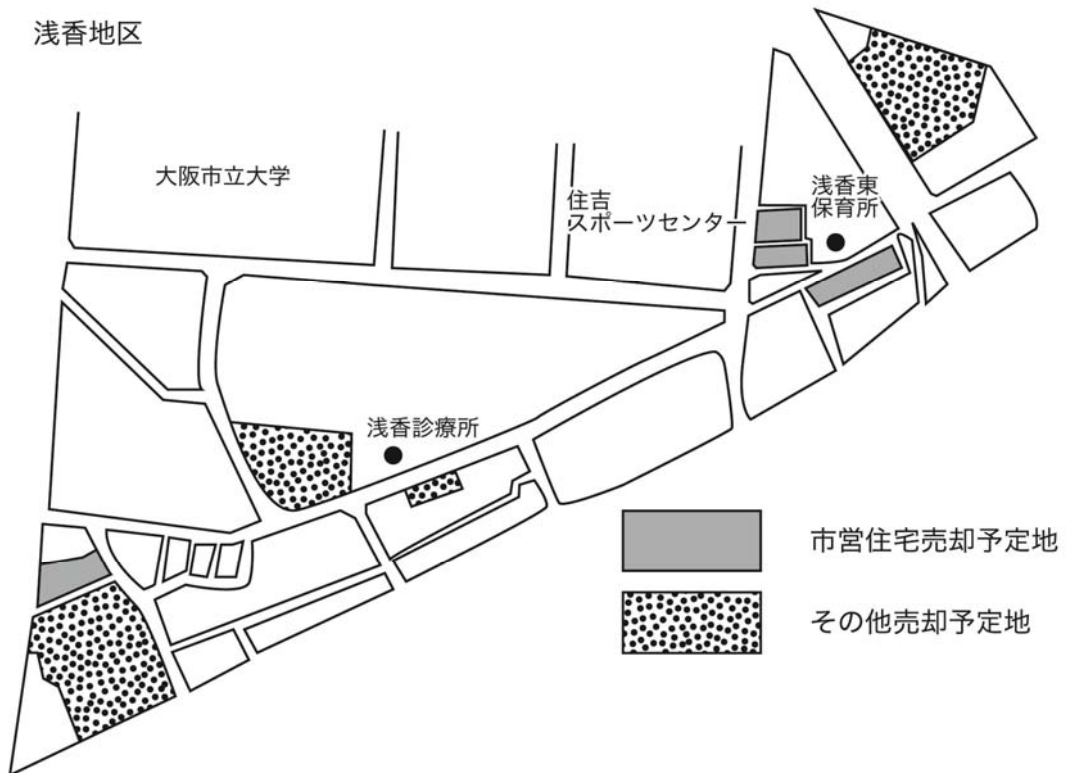 浅香地区
大阪市立大学
住吉
スポーツセンター
浅香東
保育所
浅香診療所
市営住宅売却予定地
その他売却予定地